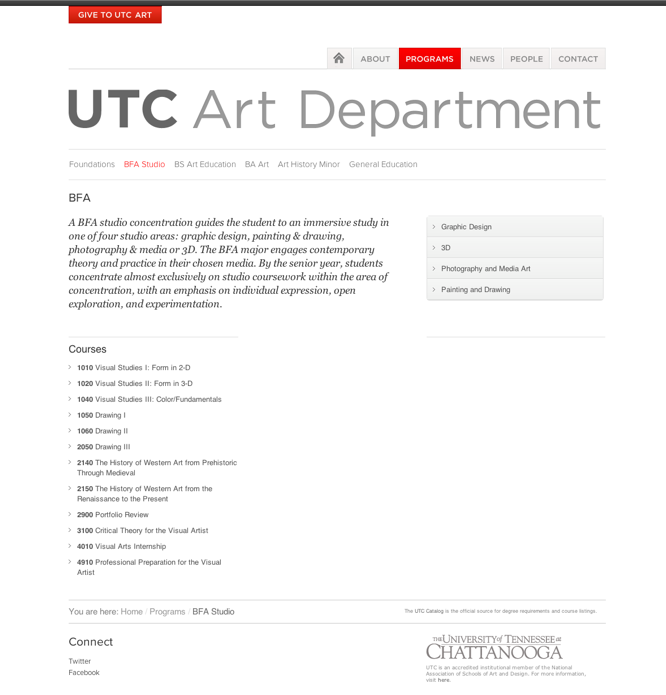 GIVE TO UTC ART
ABOUT
PROGRAMS
NEWS
PEOPLE
CONTACT
UTC Art Department
Foundations BFA Studio BS Art Education BA Art Art History Minor General Education
BFA
A BFA studio concentration guides the student to an immersive study in
one of four studio areas: graphic design, painting & drawing,
photography & media or 3D. The BFA major engages contemporary
theory and practice in their chosen media. By the senior year, students
concentrate almost exclusively on studio coursework within the area of
concentration, with an emphasis on individual expression, open
exploration, and experimentation.
Graphic Design
3D
Photography and Media Art
Painting and Drawing
Courses
1010 Visual Studies I: Form in 2-D
1020 Visual Studies II: Form in 3-D
1040 Visual Studies III: Color/Fundamentals
1050 Drawing I
1060 Drawing II
2050 Drawing III
2140 The History of Western Art from Prehistoric
Through Medieval
2150 The History of Western Art from the
Renaissance to the Present
2900 Portfolio Review
3100 Critical Theory for the Visual Artist
4010 Visual Arts Internship
4910 Professional Preparation for the Visual
Artist
You are here: Home / Programs / BFA Studio
The UTC Catalog is the official source for degree requirements and course listings.
Connect
Twitter
Facebook
THE UNIVERSITY of TENNESSEE at
CHATTANOOGA
UTC is an accredited institutional member of the National
Association of Schools of Art and Design. For more information,
visit here.